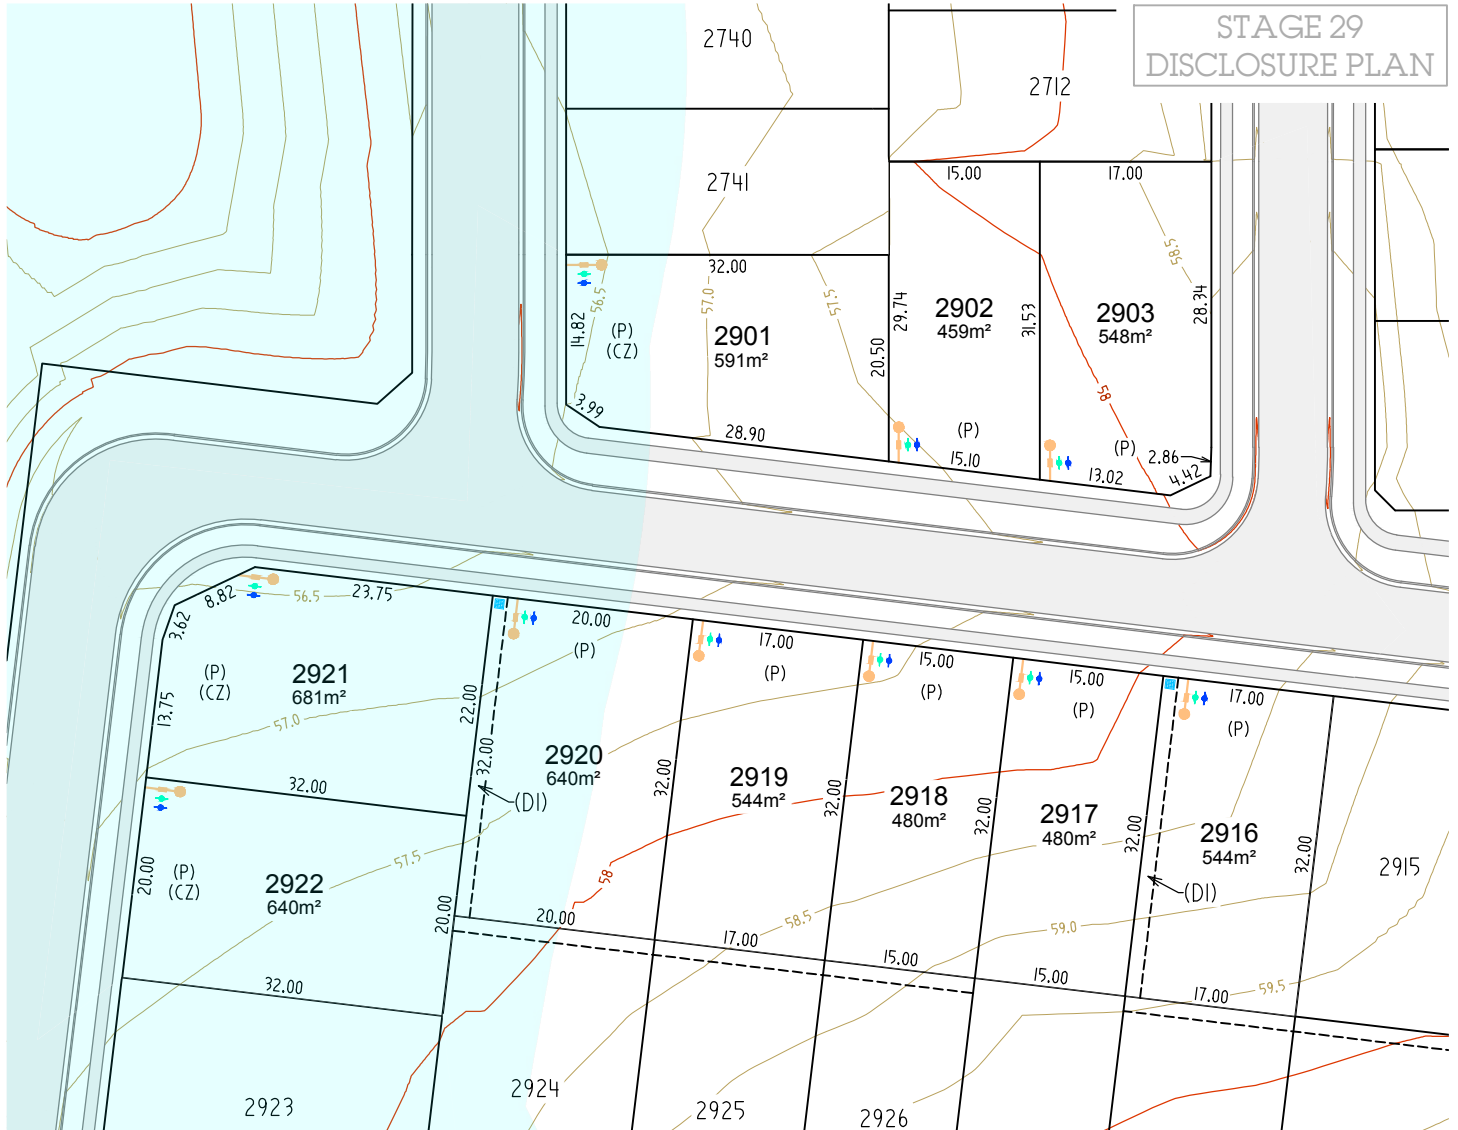 STAGE 29
DISCLOSURE PLAN
2740
2712
2741
15.00
17.00
58.5
32.00
56.5
57.0
57.5
14.82
(P)
(CZ)
2901
591m²
20.50
29.74
2902
459m²
31.53
2903
548m²
28.34
58
3.99
28.90
(P)
15.10
(P)
13.02
2.86
4.42
8.82
3.62
56.5
23.75
20.00
(P)
17.00
(P)
15.00
(P)
15.00
(P)
17.00
(P)
(P)
(CZ)
2921
681m²
13.75
57.0
22.00
32.00
2920
640m²
(DI)
32.00
2919
544m²
32.00
2918
480m²
32.00
2917
480m²
32.00
2916
544m²
32.00
2915
32.00
57.5
20.00
(P)
(CZ)
2922
640m²
20.00
58
20.00
17.00
58.5
15.00
59.0
15.00
(DI)
17.00
59.5
32.00
2923
2924
2925
2926